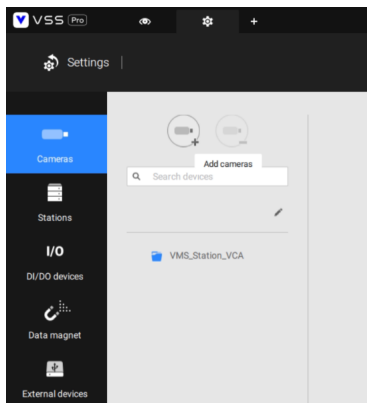 VSS Pro
+
Settings
Cameras
Add cameras
Search devices
Stations
VMS_Station_VCA
I/O
DI/DO devices
Data magnet
External devices